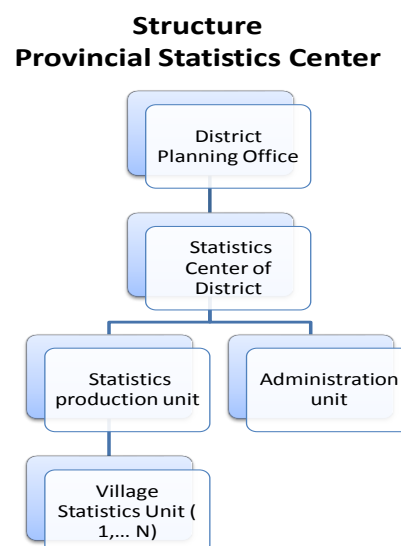 Structure
Provincial Statistics Center
District
Planning Office
Statistics
Center of
District
Statistics
production unit
Administration
unit
Village
Statistics Unit (
1,... N)